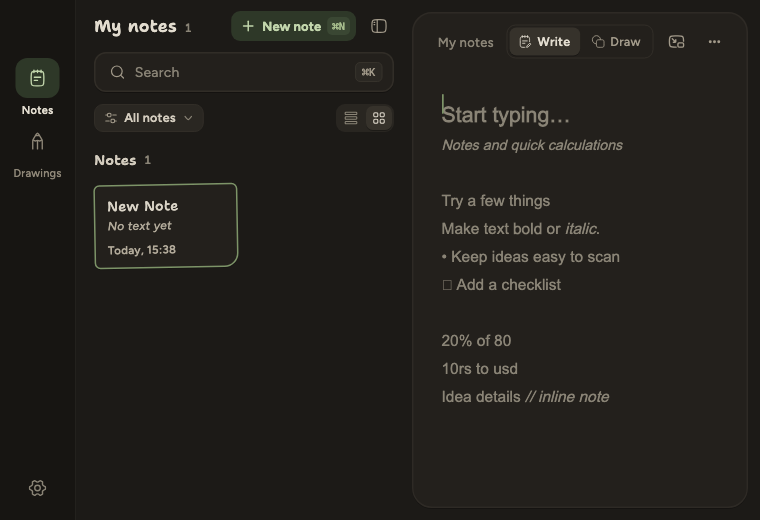 Notes
Drawings
My notes 1
New note ⌘N
Search ⌘K
All notes
Notes 1
New Note
No text yet
Today, 15:38
My notes
Write
Draw
Start typing...
Notes and quick calculations
Try a few things
Make text bold or italic.
• Keep ideas easy to scan
□ Add a checklist
20% of 80
10rs to usd
Idea details // inline note